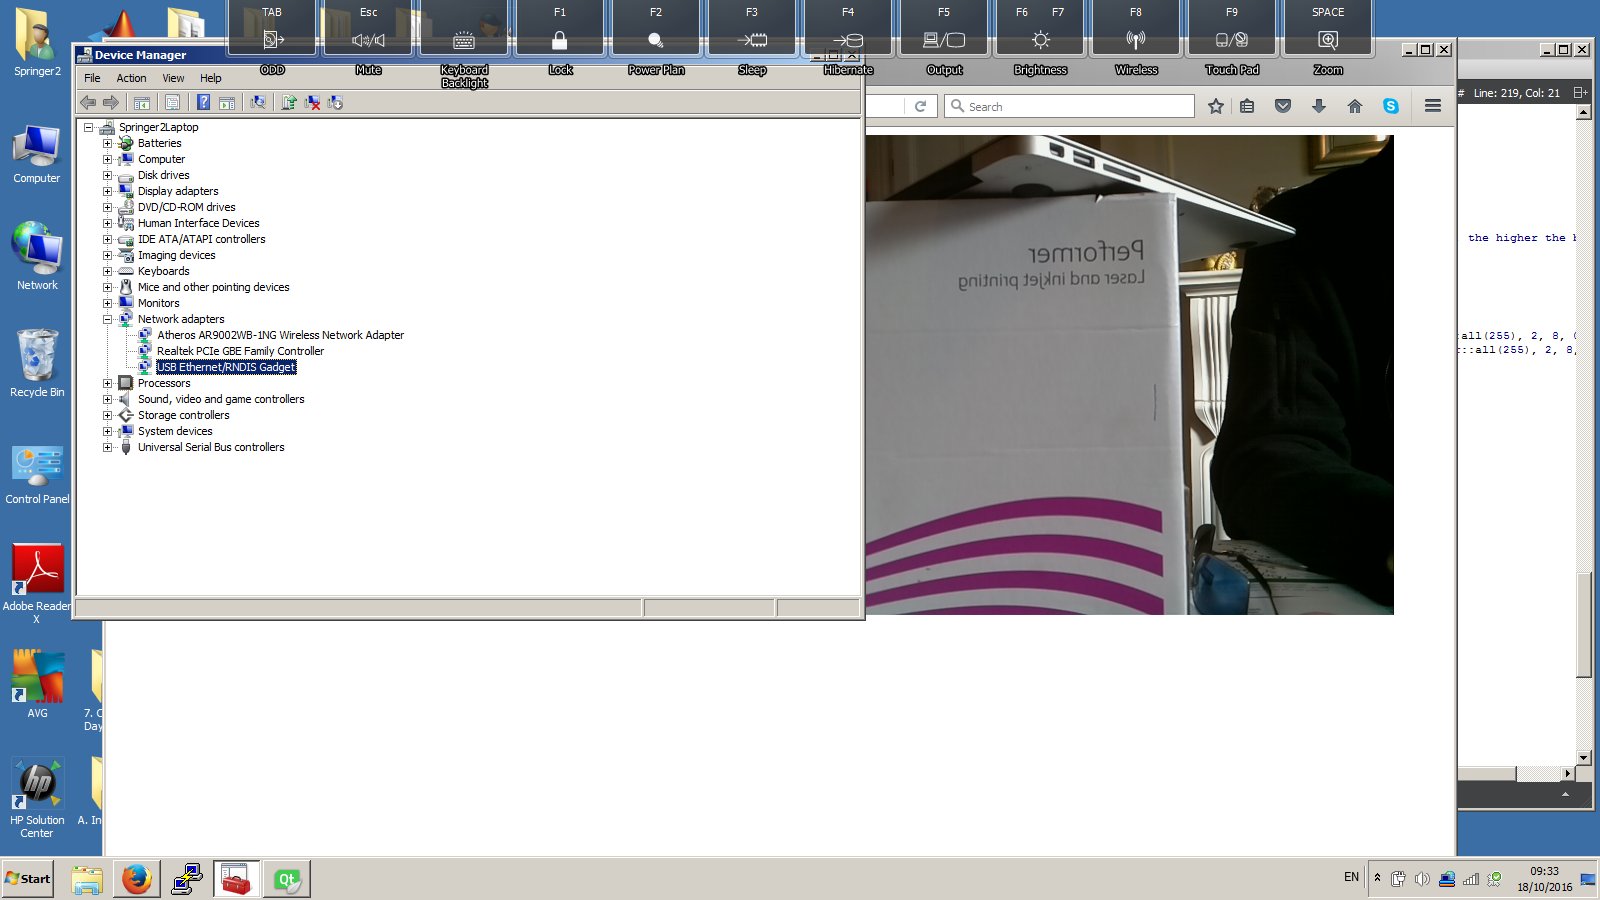 TAB
Esc
F1
F2
F3
F4
F5
F6 F7
F8
F9
SPACE
ODD
Mute
Keyboard Backlight
Lock
Power Plan
Sleep
Hibernate
Output
Brightness
Wireless
Touch Pad
Zoom
Device Manager
File Action View Help
Springer2Laptop
Batteries
Computer
Disk drives
Display adapters
DVD/CD-ROM drives
Human Interface Devices
IDE ATA/ATAPI controllers
Imaging devices
Keyboards
Mice and other pointing devices
Monitors
Network adapters
Atheros AR9002WB-1NG Wireless Network Adapter
Realtek PCIe GBE Family Controller
USB Ethernet/RNDIS Gadget
Processors
Sound, video and game controllers
Storage controllers
System devices
Universal Serial Bus controllers
Search
Performer
Laser and inkjet printing
# Line: 219, Col: 21
the higher the
:all(255), 2, 8,
::all(255), 2, 8,
Springer2
Computer
Network
Recycle Bin
Control Panel
Adobe Reader
X
AVG
7. C
Day
hp
HP Solution
Center
A. In
Start
Qt
EN
09:33
18/10/2016